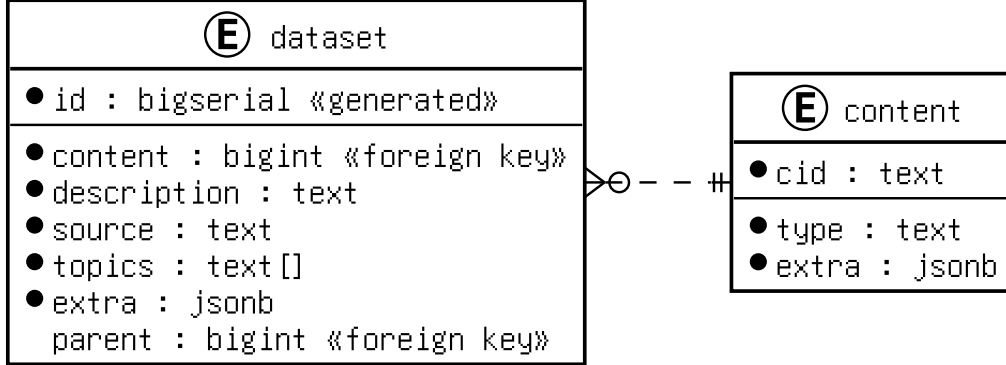 E dataset
id : bigserial «generated»
content : bigint «foreign key»
description : text
source : text
topics : text[]
extra : jsonb
parent : bigint «foreign key»
E content
cid : text
type : text
extra : jsonb